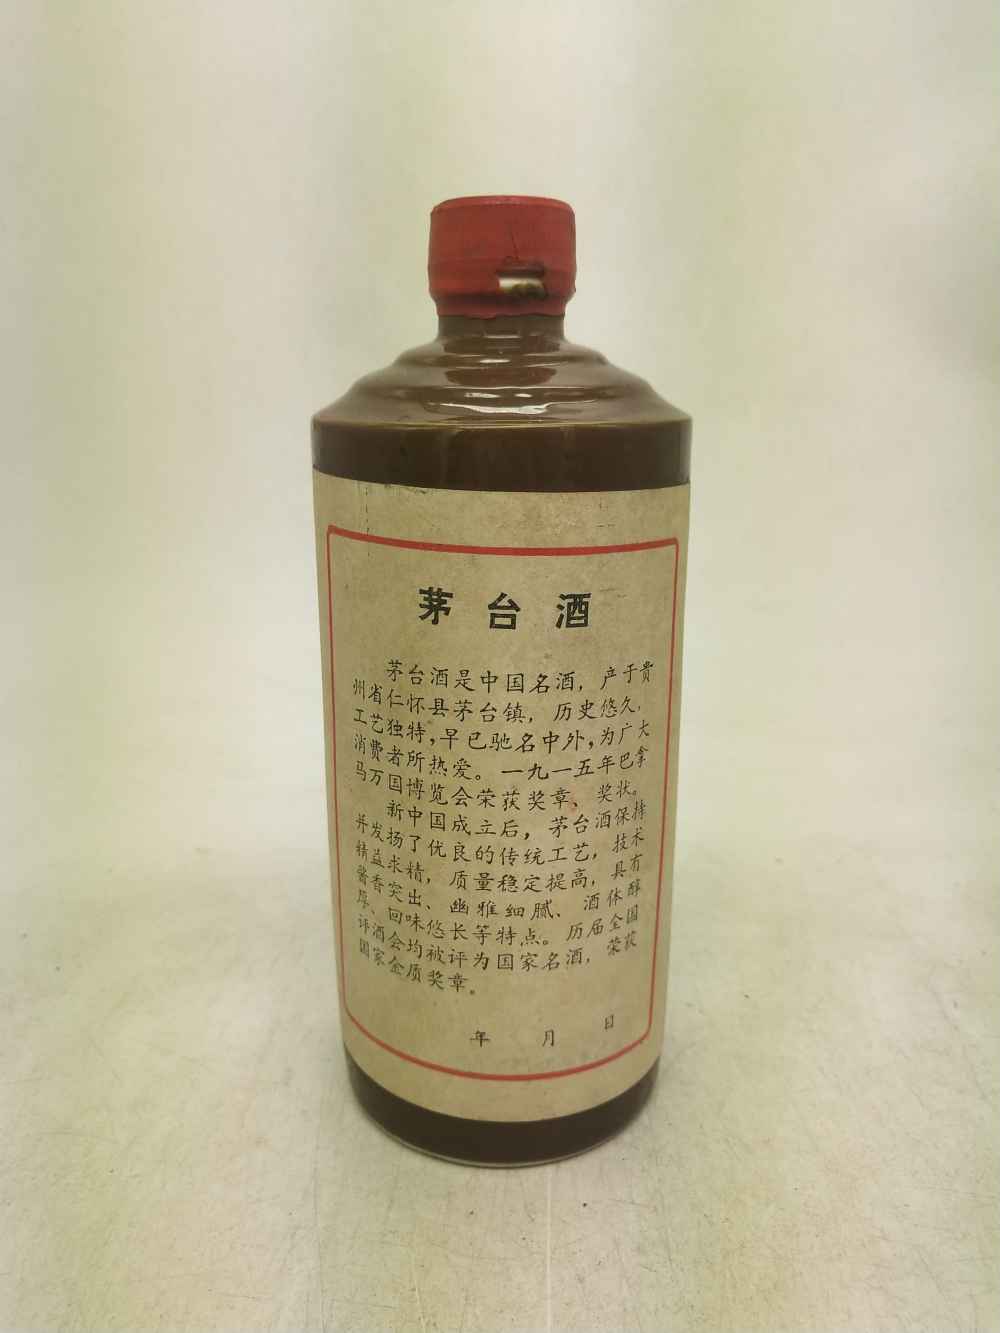 茅台酒
茅台酒是中国名酒，产于贵
州省仁怀县茅台镇，历史悠久，
工艺独特，早已驰名中外，为广大
消费者所热爱。一九一五年巴拿
马万国博览会荣获奖章、奖状。
新中国成立后，茅台酒保持
并发扬了优良的传统工艺，技术
精益求精，质量稳定提高，具有
酱香突出、幽雅细腻、酒体醇
厚、回味悠长等特点。历届全国
评酒会均被评为国家名酒，荣获
国家金质奖章。
年 月 日